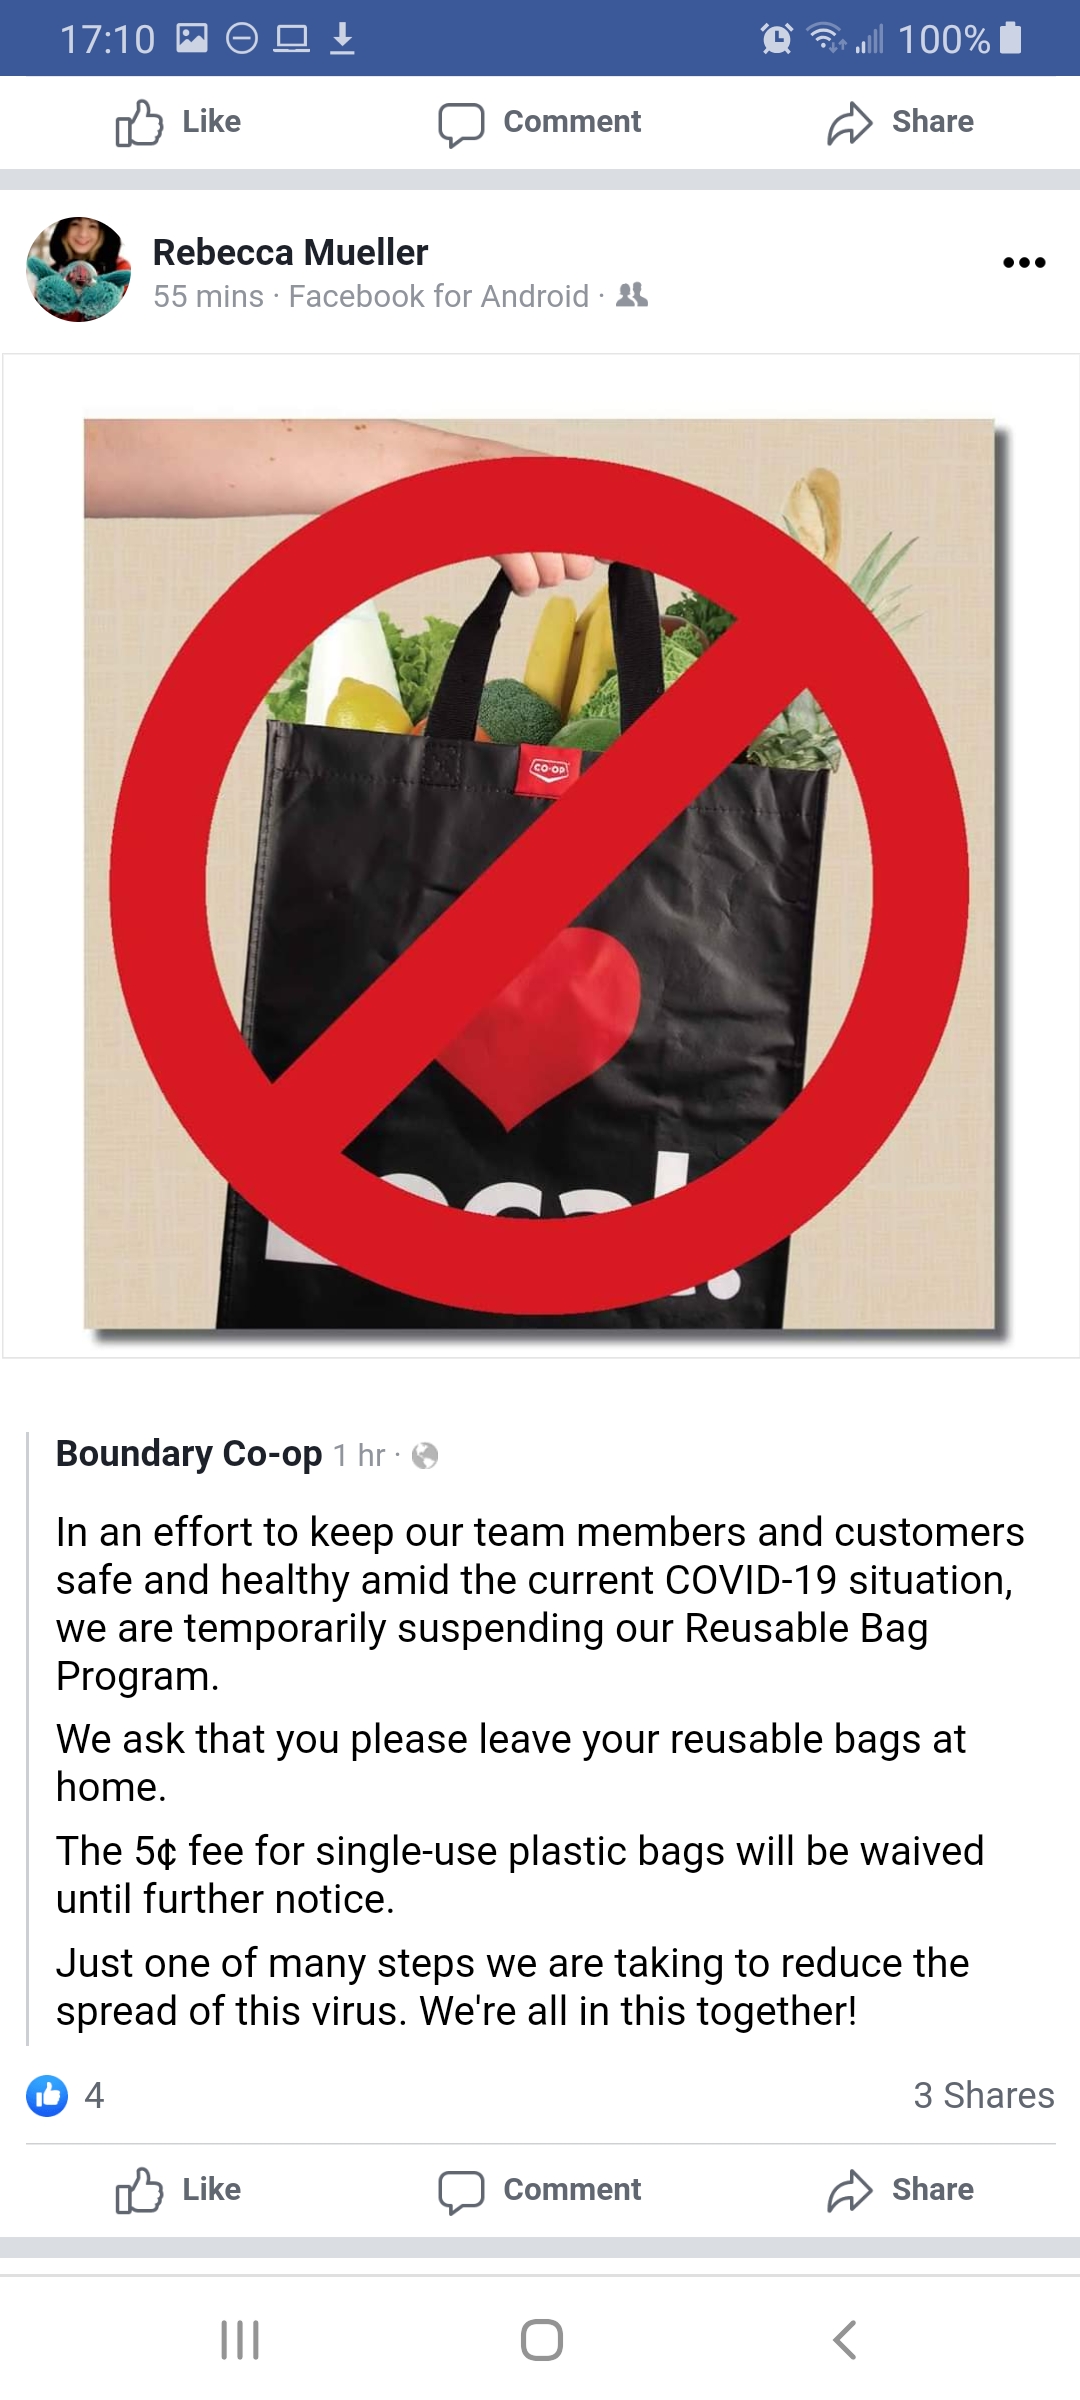 17:10 100%
Like Comment Share
Rebecca Mueller
55 mins · Facebook for Android ·
CO-OP
ocal.
Boundary Co-op 1 hr ·
In an effort to keep our team members and customers
safe and healthy amid the current COVID-19 situation,
we are temporarily suspending our Reusable Bag
Program.
We ask that you please leave your reusable bags at
home.
The 5¢ fee for single-use plastic bags will be waived
until further notice.
Just one of many steps we are taking to reduce the
spread of this virus. We're all in this together!
4 3 Shares
Like Comment Share